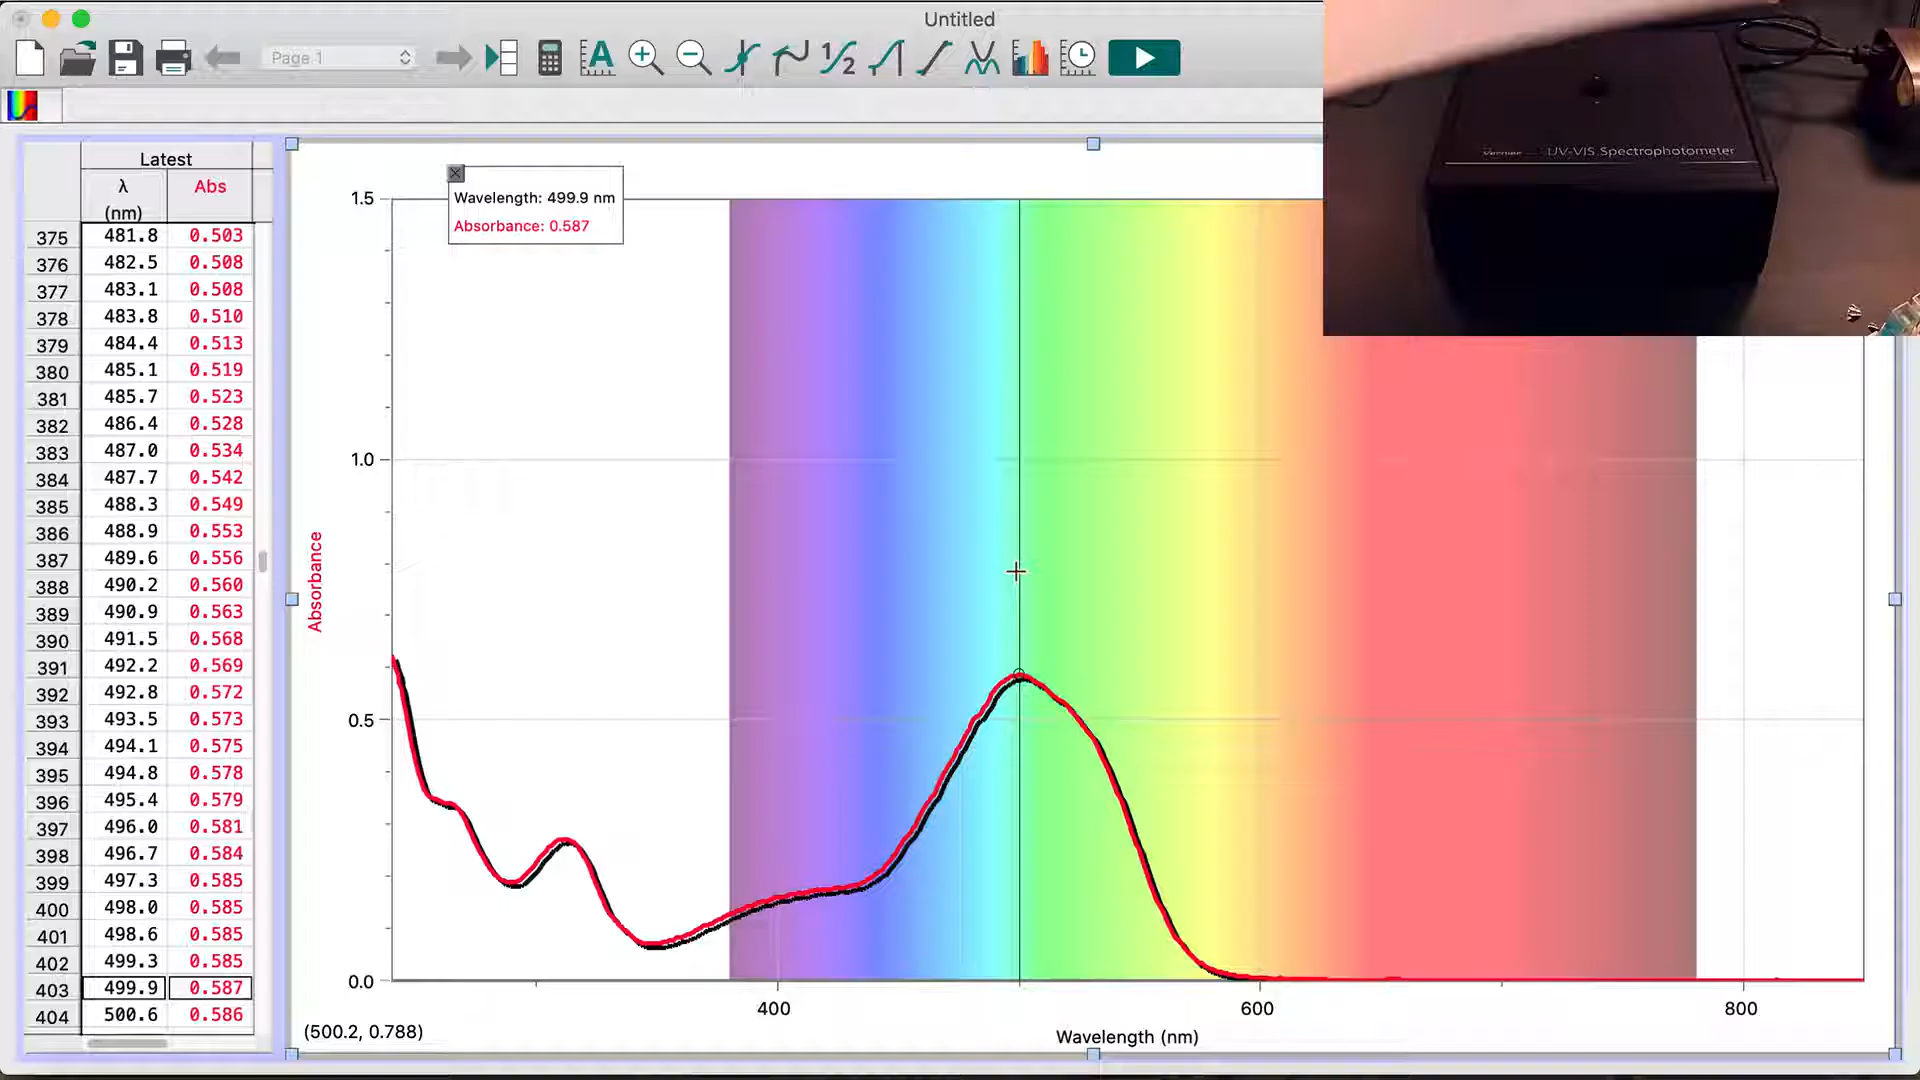 Untitled
Page 1
A
1/2
Vernier UV-VIS Spectrophotometer
Latest
λ Abs
(nm)
375 481.8 0.503
376 482.5 0.508
377 483.1 0.508
378 483.8 0.510
379 484.4 0.513
380 485.1 0.519
381 485.7 0.523
382 486.4 0.528
383 487.0 0.534
384 487.7 0.542
385 488.3 0.549
386 488.9 0.553
387 489.6 0.556
388 490.2 0.560
389 490.9 0.563
390 491.5 0.568
391 492.2 0.569
392 492.8 0.572
393 493.5 0.573
394 494.1 0.575
395 494.8 0.578
396 495.4 0.579
397 496.0 0.581
398 496.7 0.584
399 497.3 0.585
400 498.0 0.585
401 498.6 0.585
402 499.3 0.585
403 499.9 0.587
404 500.6 0.586
Wavelength: 499.9 nm
Absorbance: 0.587
1.5
1.0
0.5
0.0
Absorbance
400 600 800
(500.2, 0.788)
Wavelength (nm)